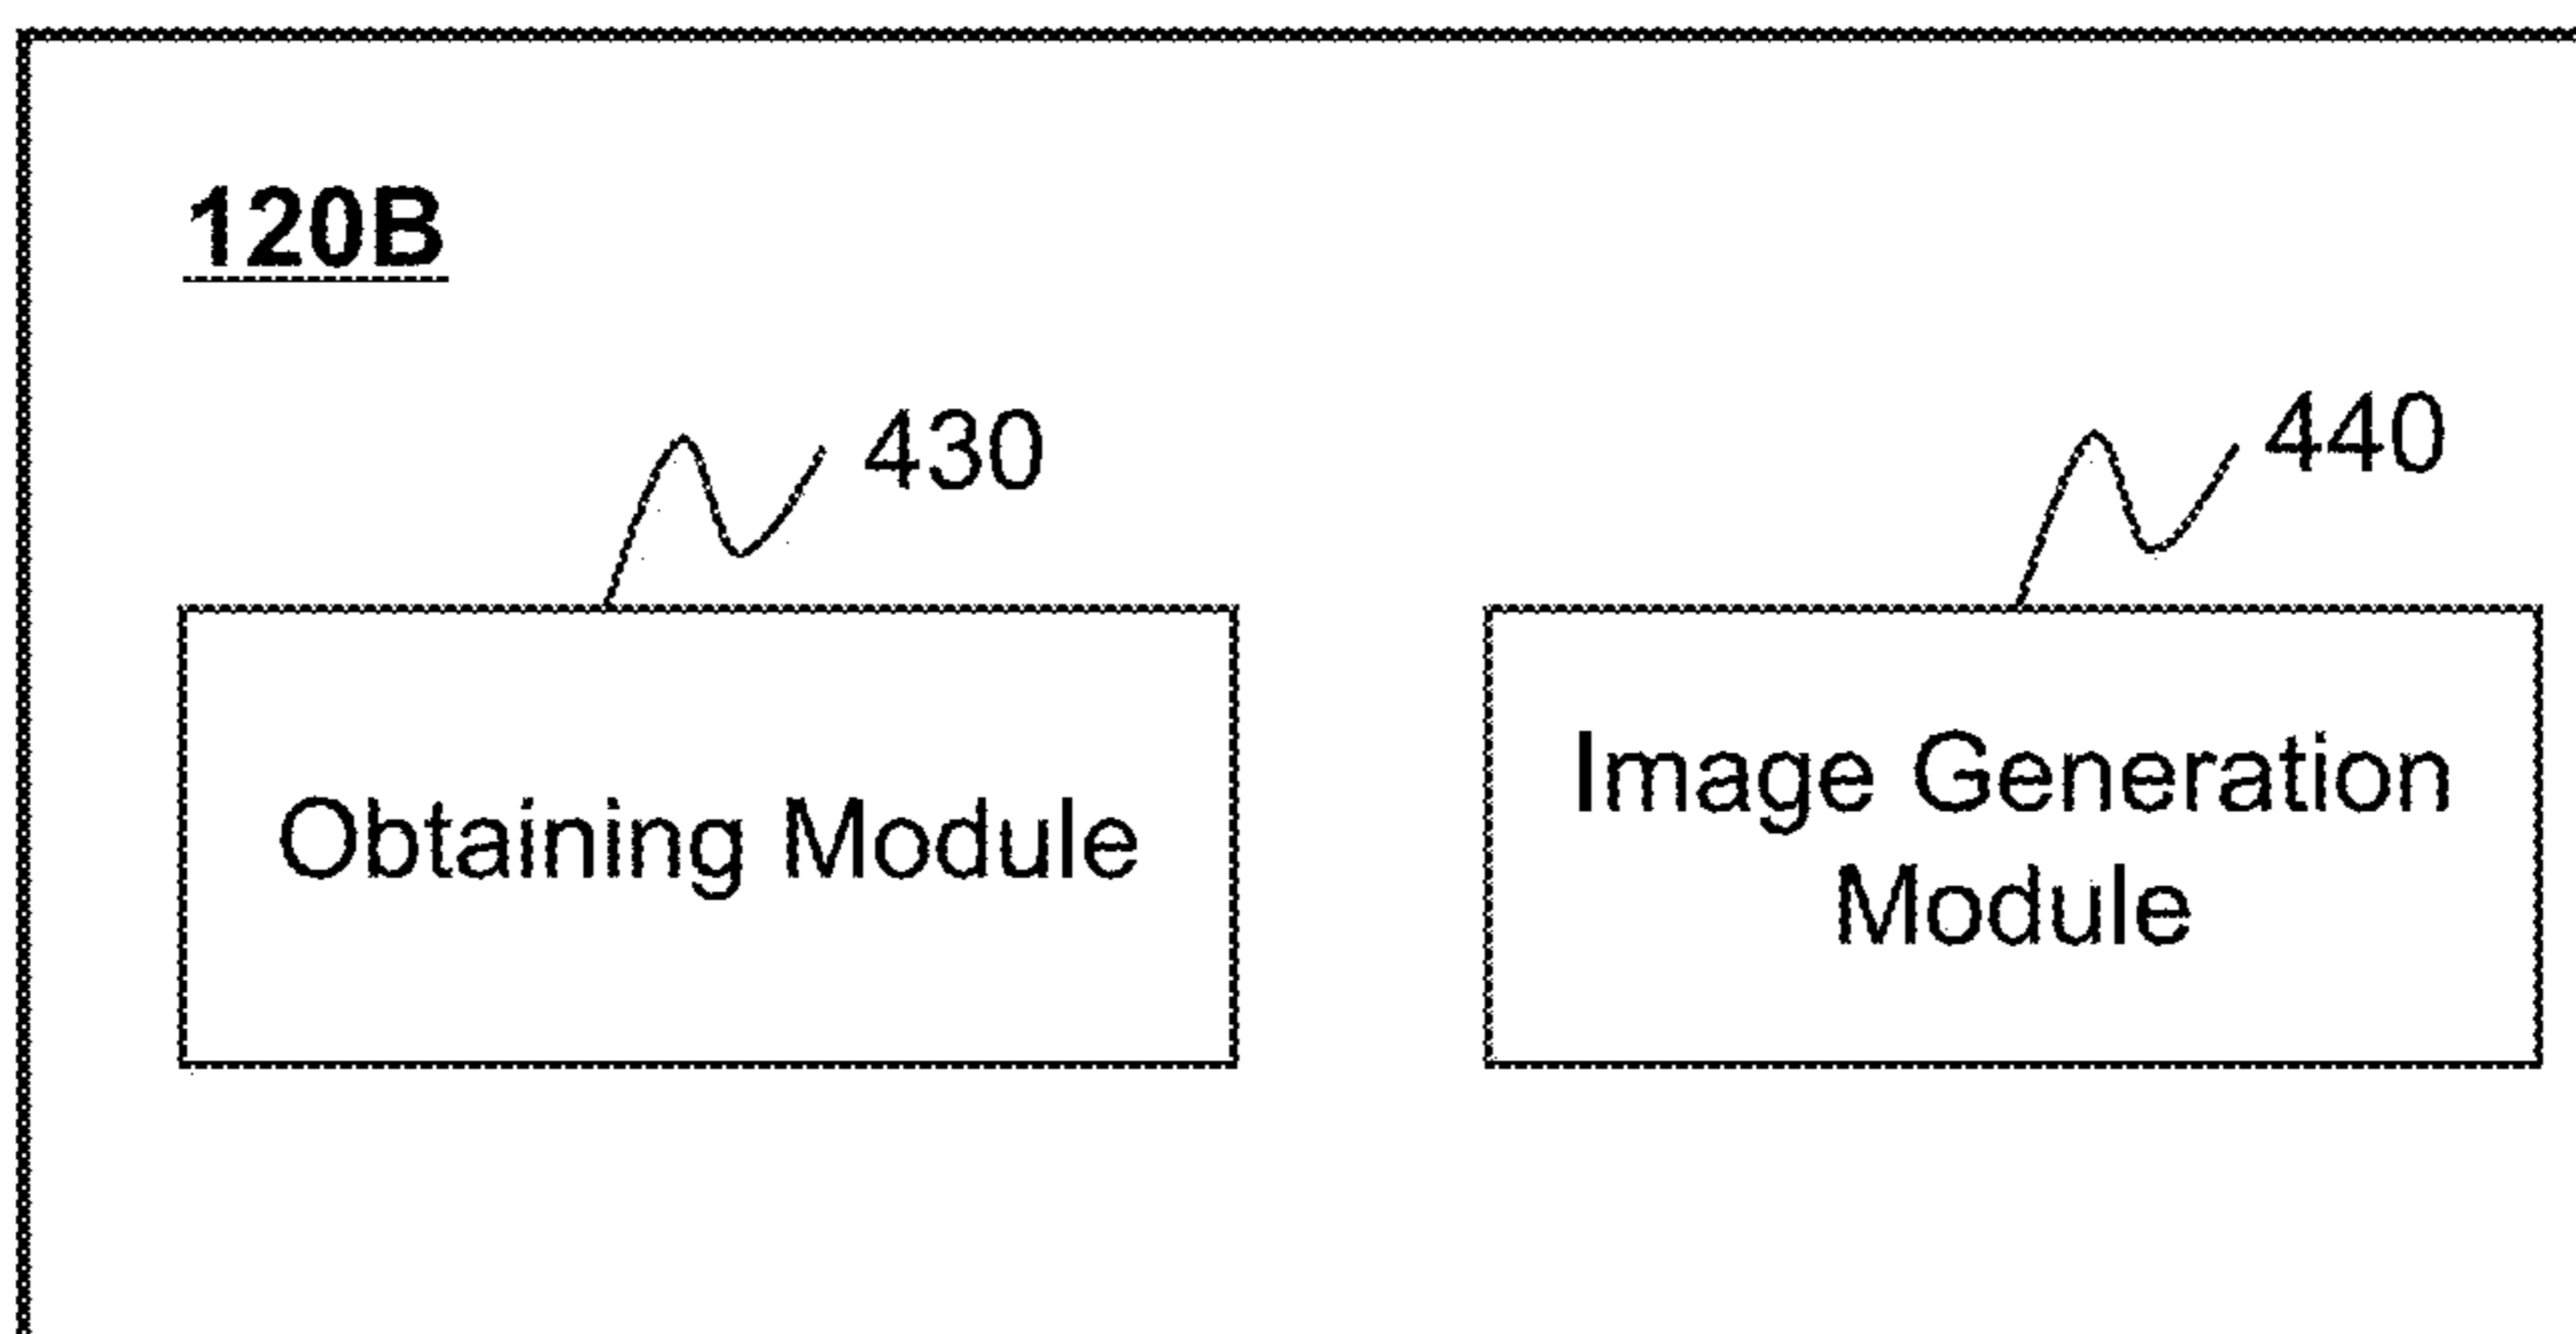 120B
430
440
Obtaining Module
Image Generation
Module